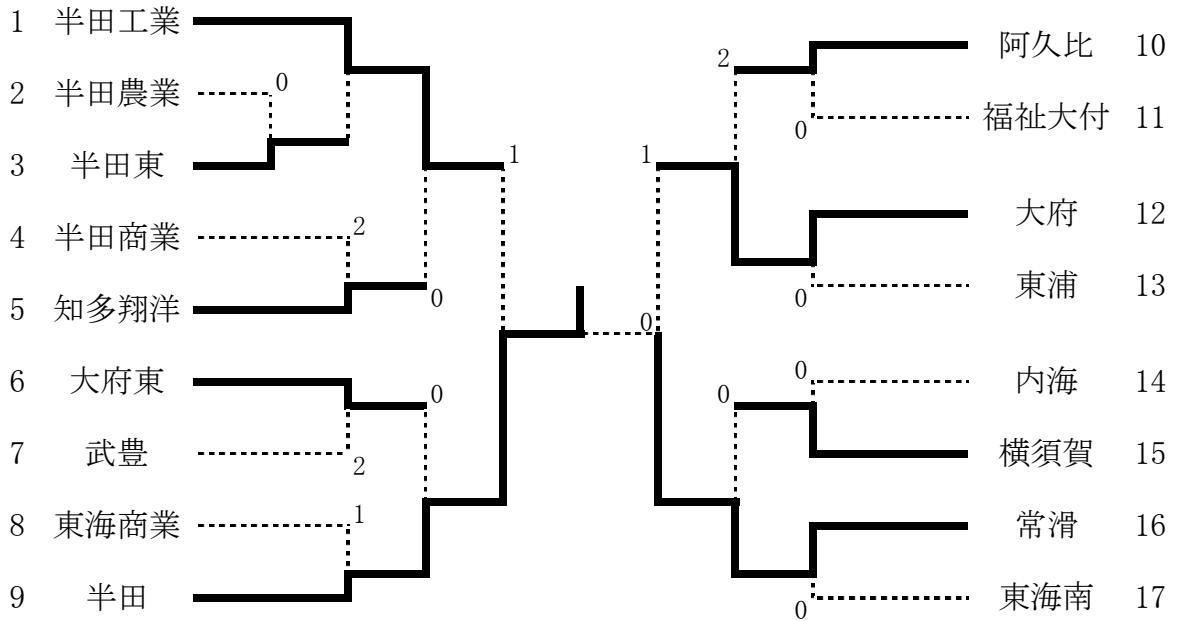 1 半田工業
2 半田農業
0
3 半田東
4 半田商業
2
5 知多翔洋
0
6 大府東
0
7 武豊
2
8 東海商業
1
9 半田
1
阿久比 10
2
福祉大付 11
0
1
大府 12
東浦 13
0
0
内海 14
0
0
横須賀 15
常滑 16
東海南 17
0